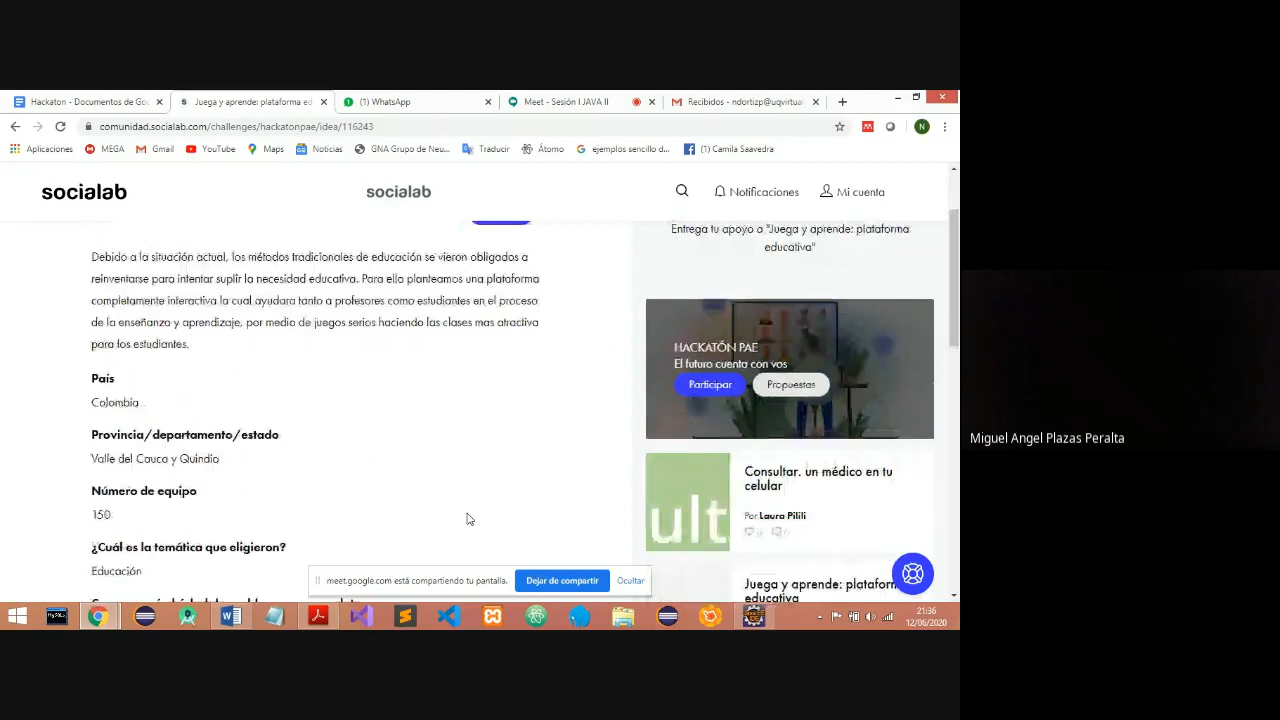 Hackaton - Documentos de Goo
Juega y aprende: plataforma ed
(1) WhatsApp
Meet - Sesión I JAVA II
Recibidos - ndortizp@uqvirtual
comunidad.socialab.com/challenges/hackatonpae/idea/116243
N
Aplicaciones
MEGA
Gmail
YouTube
Maps
Noticias
GNA Grupo de Neu...
Traducir
Átomo
ejemplos sencillo d...
(1) Camila Saavedra
socialab
socialab
Notificaciones
Mi cuenta
Debido a la situación actual, los métodos tradicionales de educación se vieron obligados a
reinventarse para intentar suplir la necesidad educativa. Para ello planteamos una plataforma
completamente interactiva la cual ayudara tanto a profesores como estudiantes en el proceso
de la enseñanza y aprendizaje, por medio de juegos serios haciendo las clases mas atractiva
para los estudiantes.
País
Colombia
Provincia/departamento/estado
Valle del Cauca y Quindio
Número de equipo
150
¿Cuál es la temática que eligieron?
Educación
Entrega tu apoyo a "Juega y aprende: plataforma
educativa"
HACKATÓN PAE
El futuro cuenta con vos
Participar
Propuestas
ult
Consultar. un médico en tu
celular
Por Laura Pilili
Juega y aprende: plataform
educativa
meet.google.com está compartiendo tu pantalla.
Dejar de compartir
Ocultar
21:36
12/06/2020
Miguel Angel Plazas Peralta